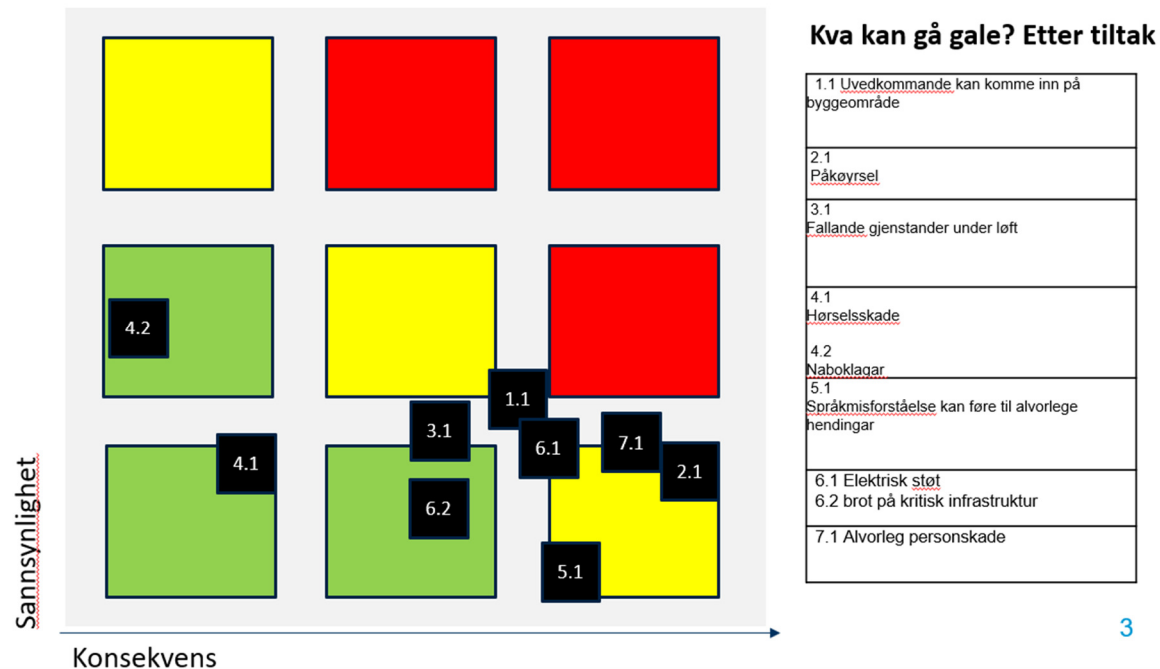 Kva kan gå gale? Etter tiltak
1.1 Uvedkommande kan komme inn på
byggeområde
2.1
Påkøyrsel
3.1
Fallande gjenstander under løft
4.1
Hørselsskade
4.2
Naboklagar
5.1
Språkmisforståelse kan føre til alvorlege
hendingar
6.1 Elektrisk støt
6.2 brot på kritisk infrastruktur
7.1 Alvorleg personskade
4.2
1.1
3.1
7.1
6.1
4.1
2.1
6.2
5.1
Sannsynlighet
Konsekvens
3